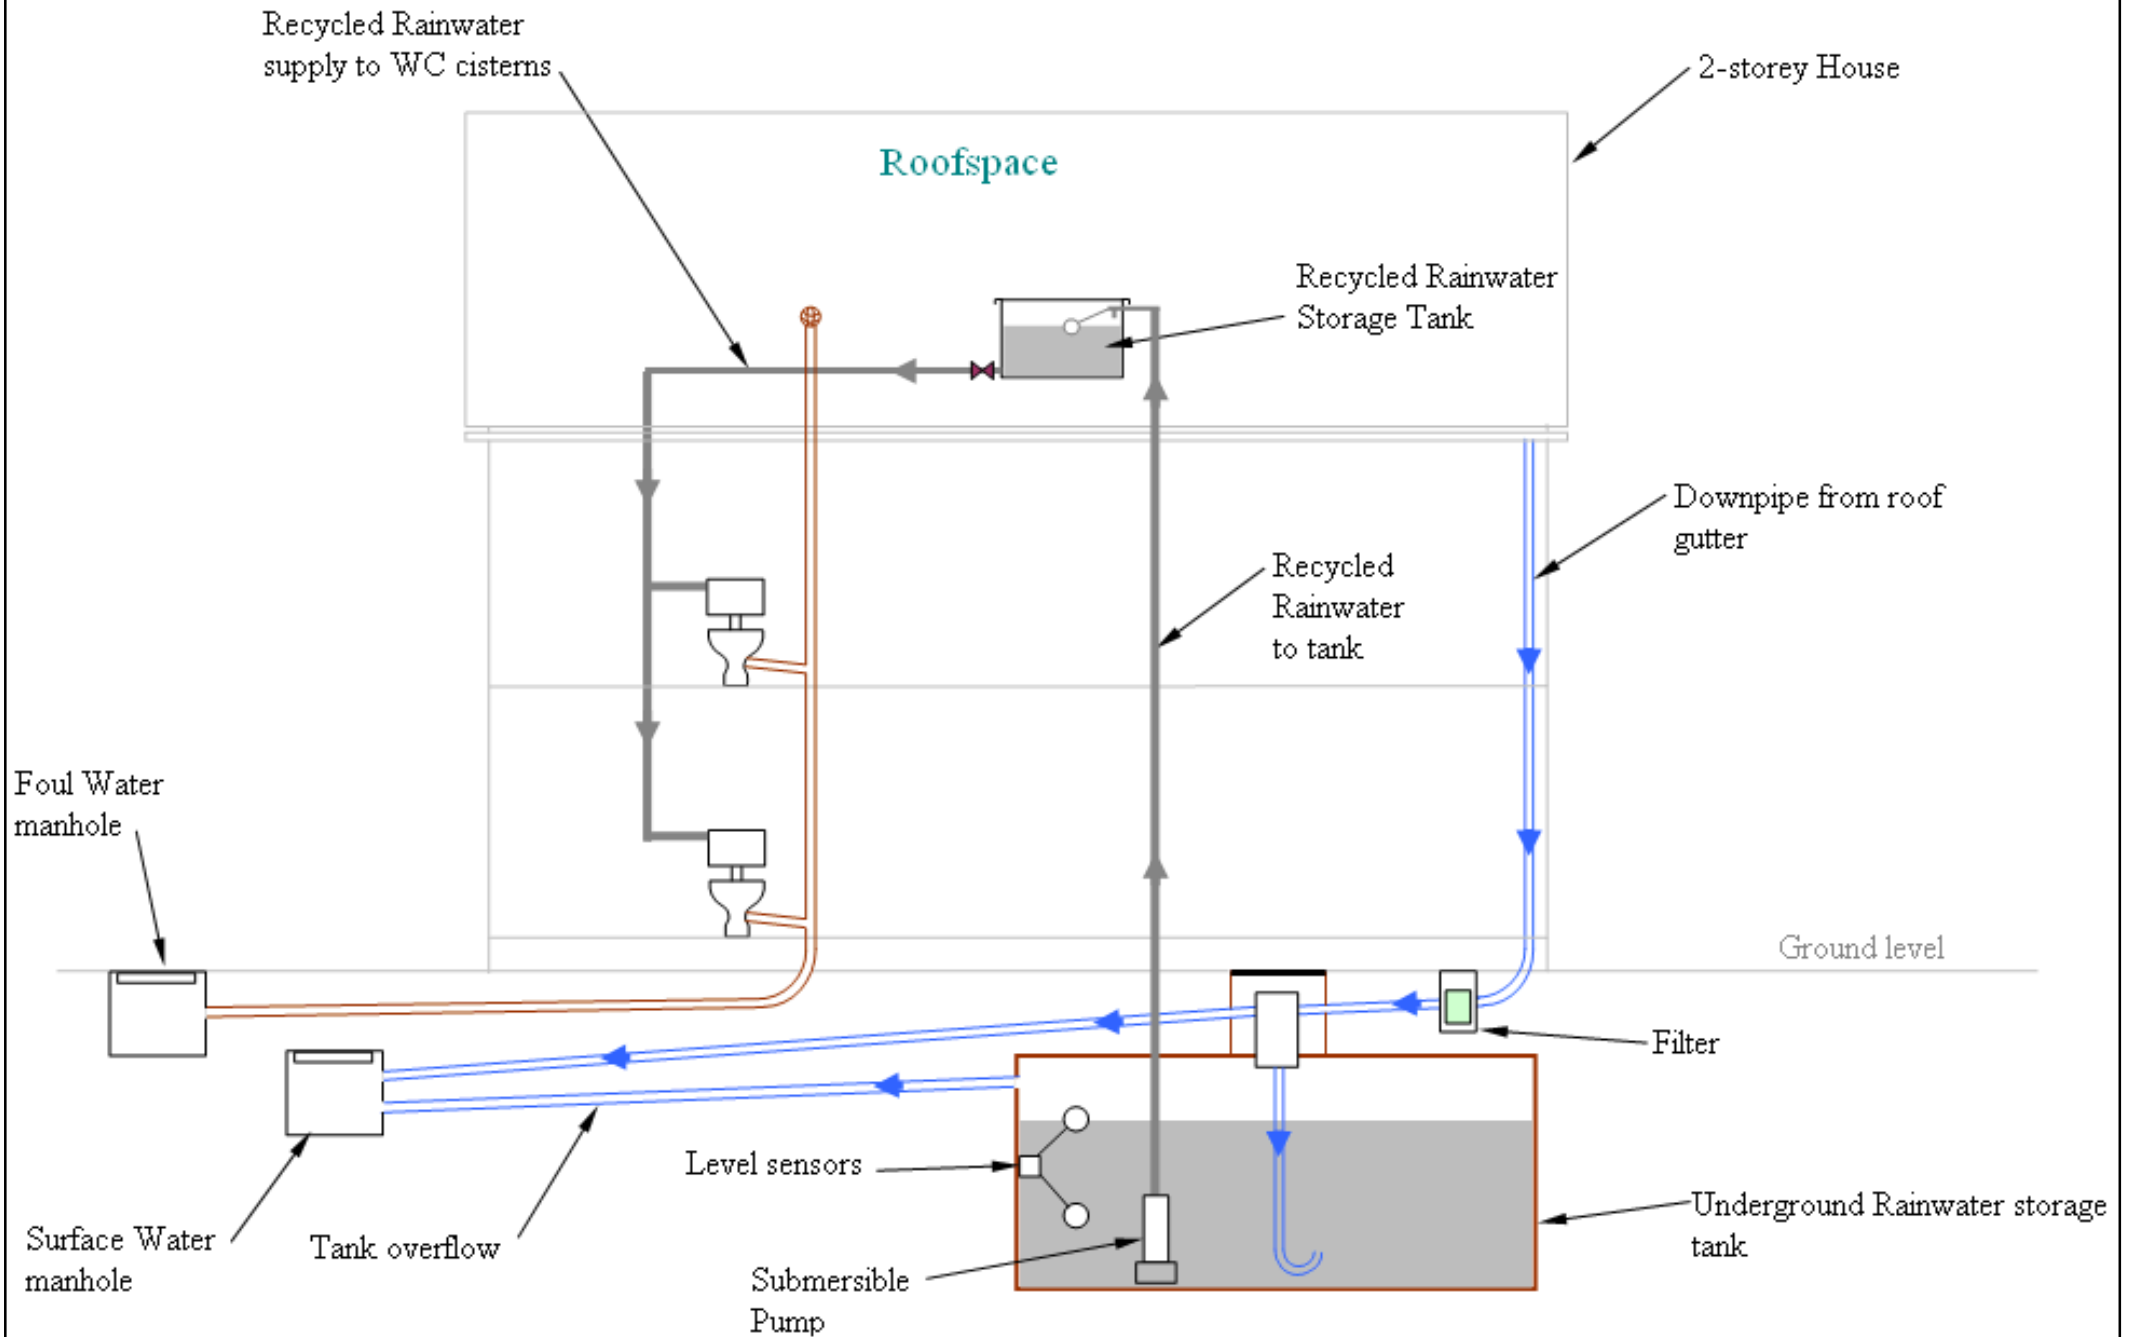 Recycled Rainwater
supply to WC cisterns
2-storey House
Roofspace
Recycled Rainwater
Storage Tank
Downpipe from roof
gutter
Recycled
Rainwater
to tank
Foul Water
manhole
Ground level
Filter
Level sensors
Underground Rainwater storage
tank
Surface Water
manhole
Tank overflow
Submersible
Pump